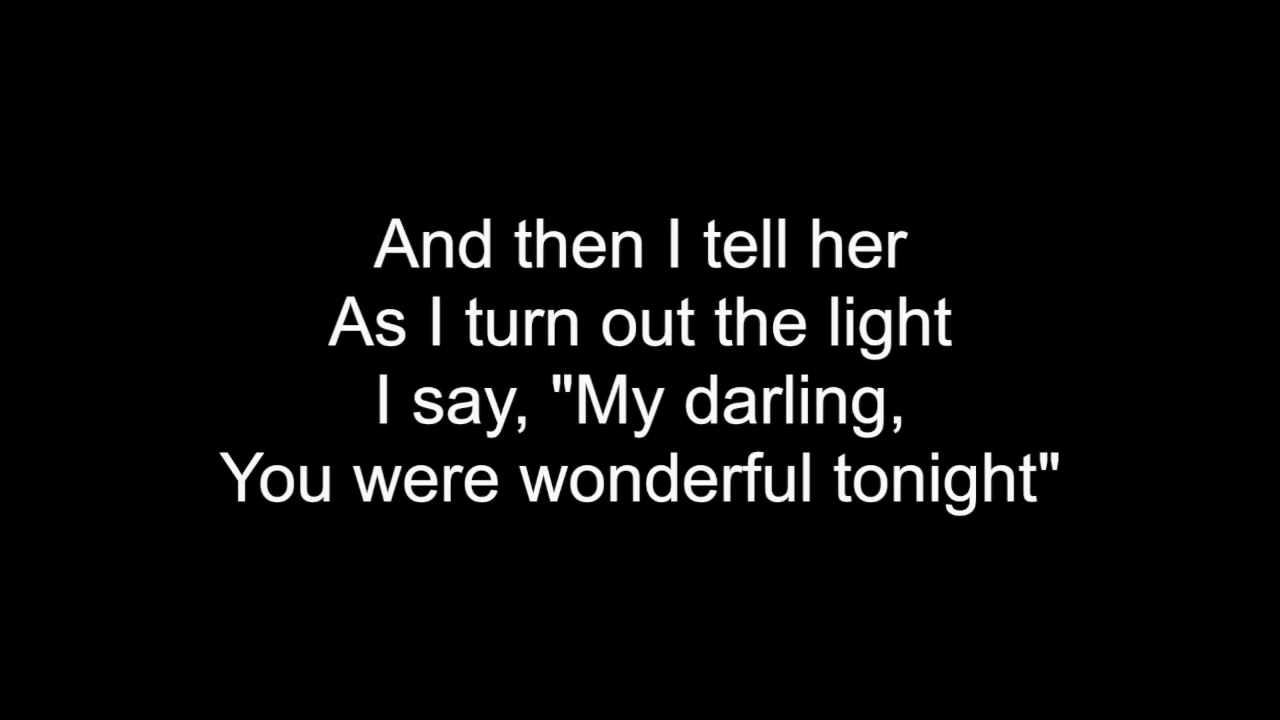 And then I tell her
As I turn out the light
I say, "My darling,
You were wonderful tonight"